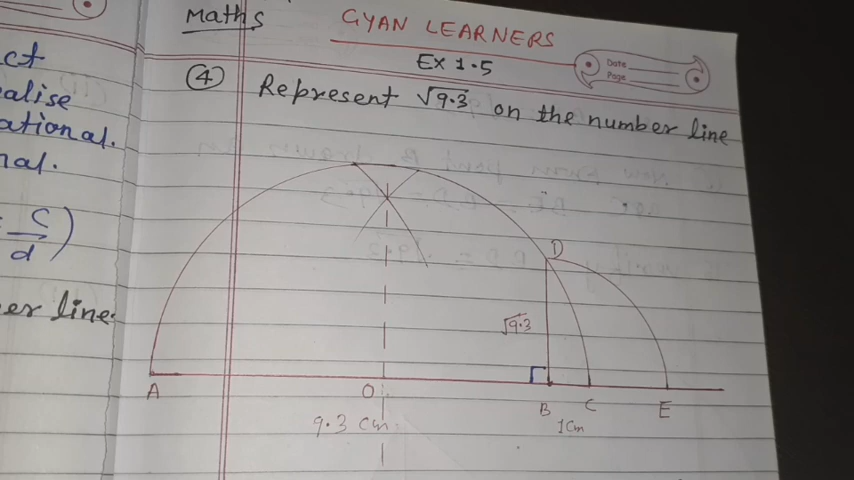 Maths
GYAN LEARNERS
Ex 1.5
Date
Page
(4) Represent √9.3 on the number line
ct
alise
ational.
nal.
C
d
er line.
D
√9.3
A
O
B
C
E
9.3 cm
1cm